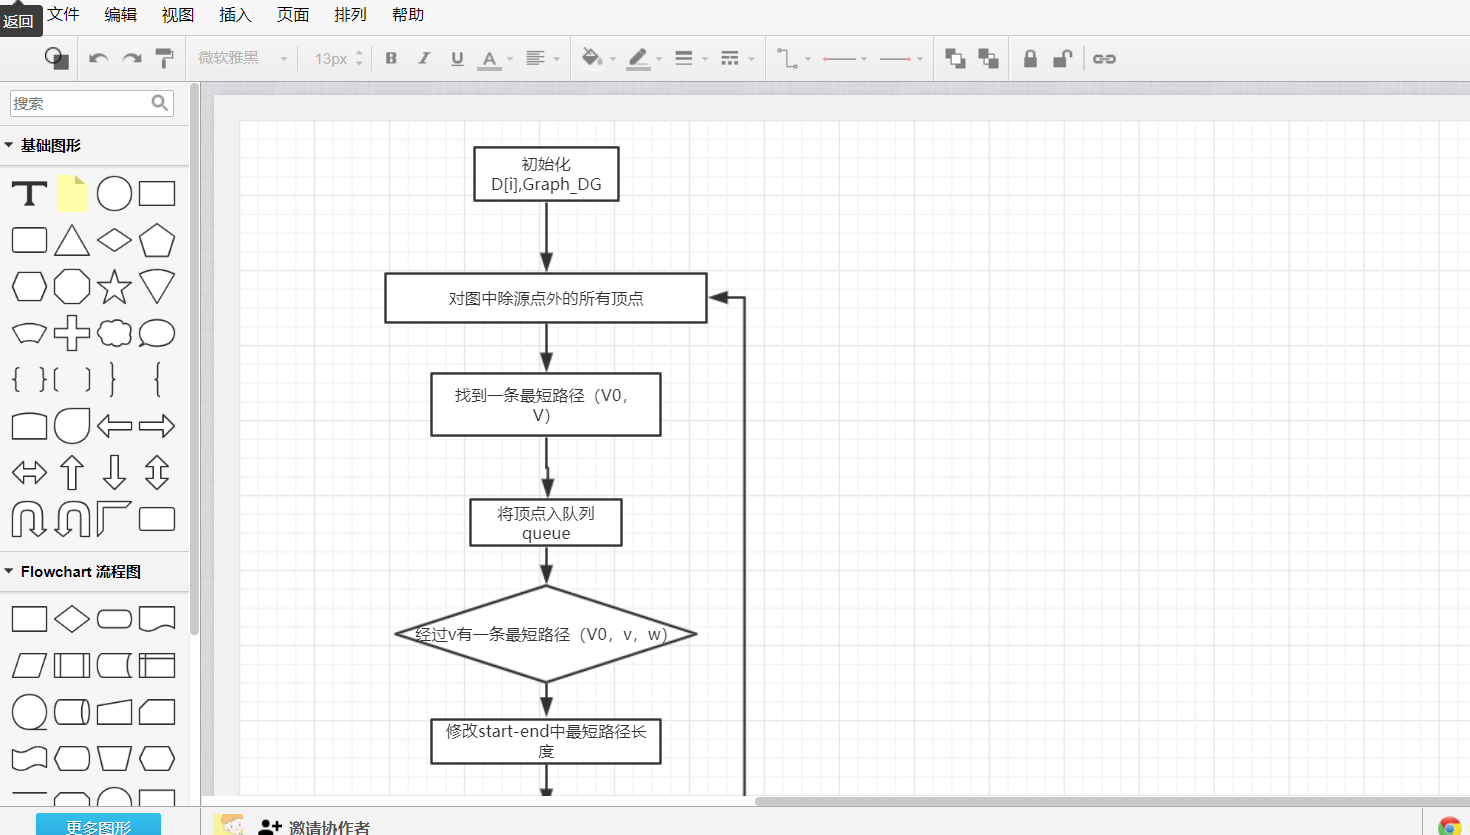 文件 编辑 视图 插入 页面 排列 帮助
返回
微软雅黑 13px B I U A
搜索
基础图形
T
初始化
D[i],Graph_DG
对图中除源点外的所有顶点
找到一条最短路径（V0，
V）
将顶点入队列
queue
经过v有一条最短路径（V0，v，w）
修改start-end中最短路径长
度
Flowchart 流程图
更多图形
邀请协作者